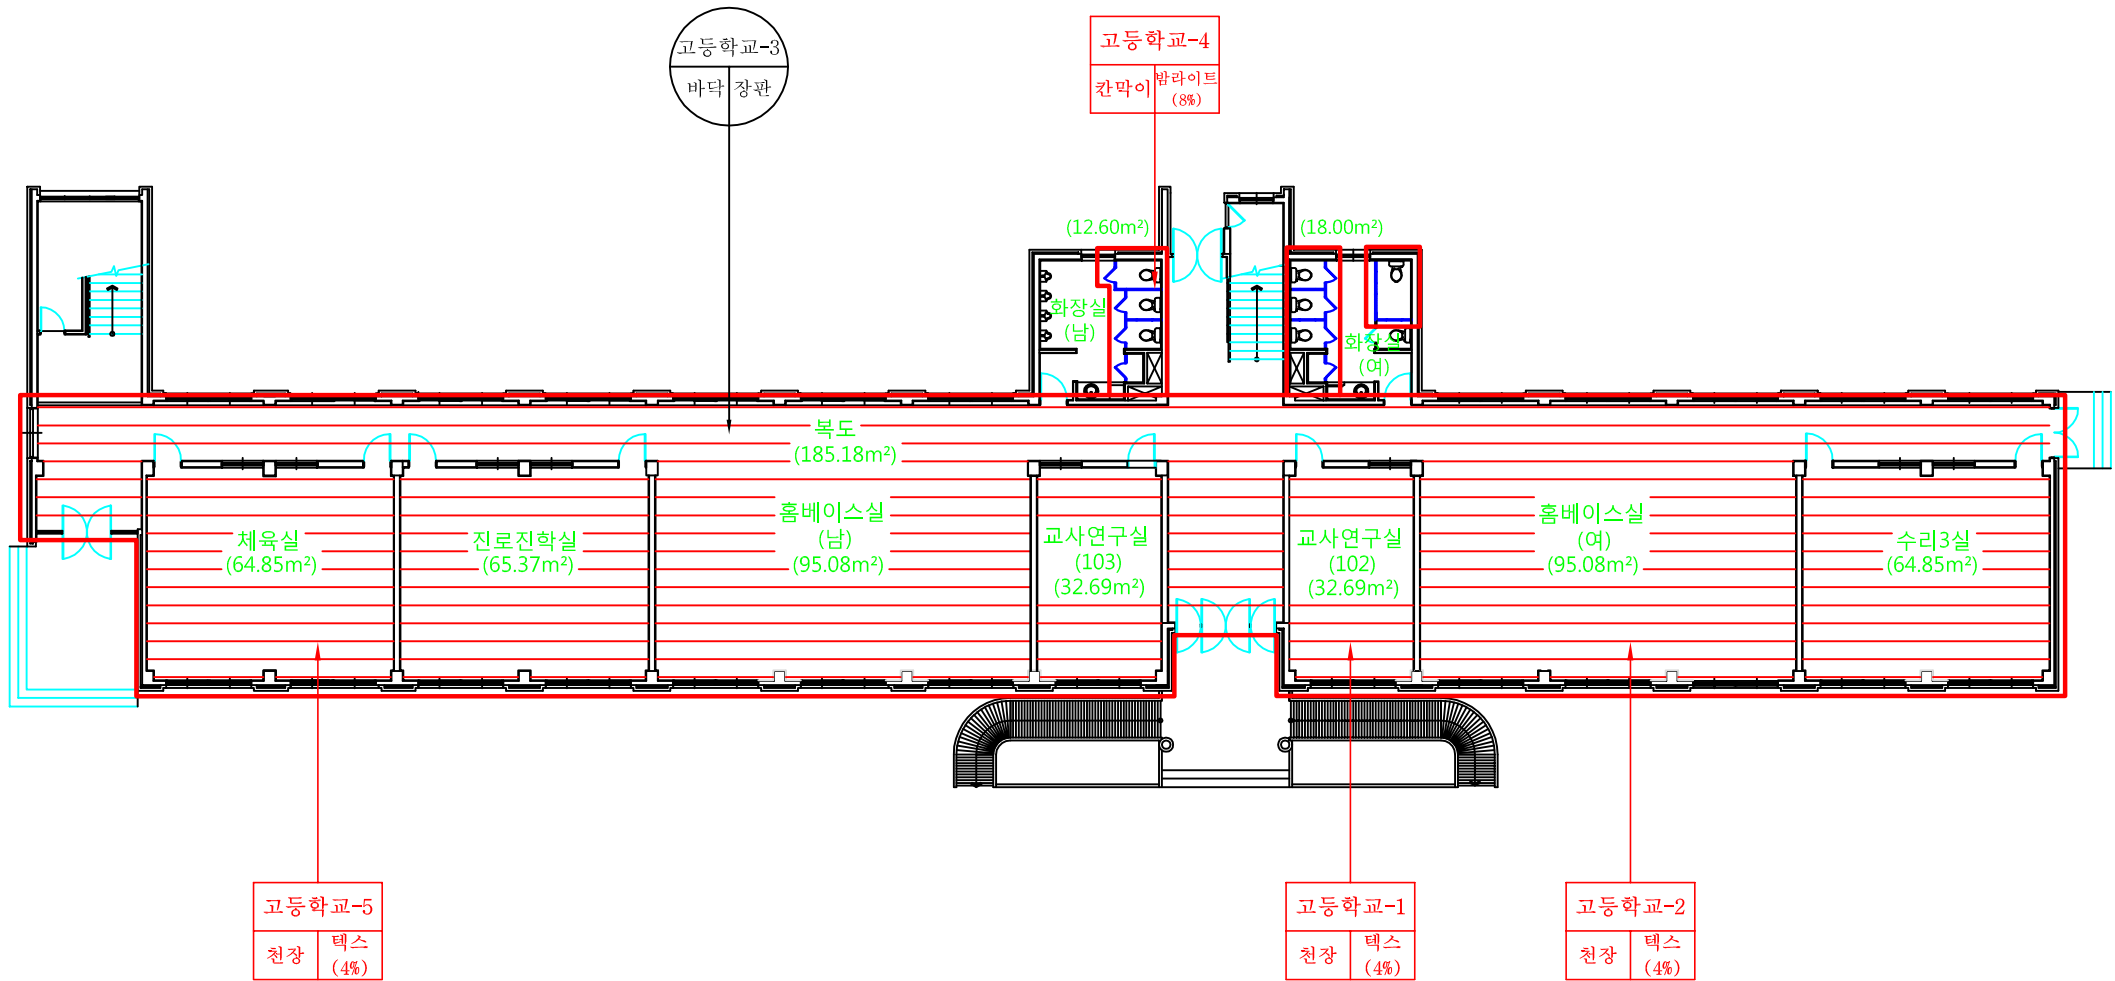 고등학교-3
바닥 장판
고등학교-4
칸막이 밤라이트
(8%)
(12.60m²)
(18.00m²)
화장실
(남)
화장실
(여)
복도
(185.18m²)
체육실
(64.85m²)
진로진학실
(65.37m²)
홈베이스실
(남)
(95.08m²)
교사연구실
(103)
(32.69m²)
교사연구실
(102)
(32.69m²)
홈베이스실
(여)
(95.08m²)
수리3실
(64.85m²)
고등학교-5
천장 텍스
(4%)
고등학교-1
천장 텍스
(4%)
고등학교-2
천장 텍스
(4%)